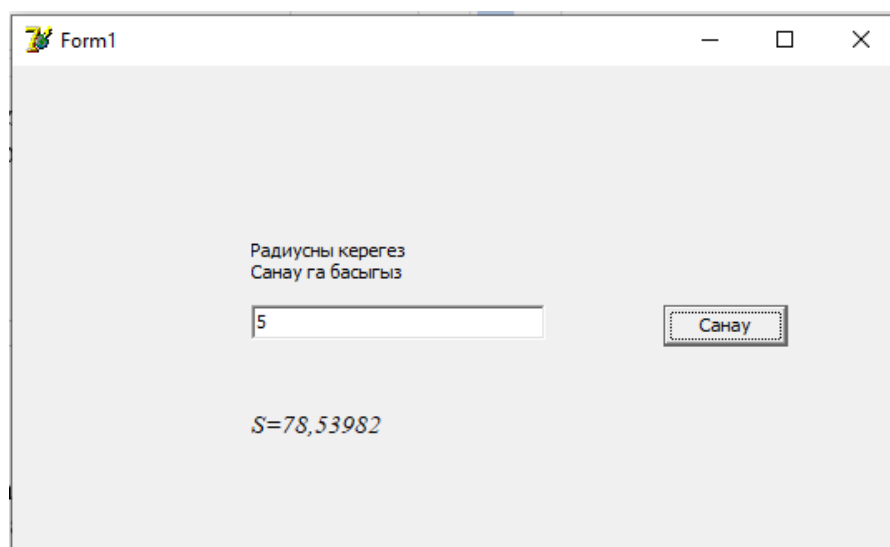 Form1
Радиусны керегез
Санау га басыгыз
5
Санау
S=78,53982